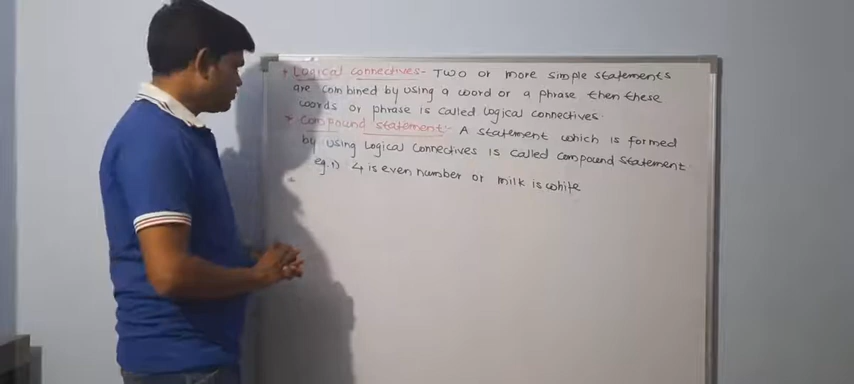 * Logical connectives- Two or more simple statements
are combined by using a word or a phrase then these
words or phrase is called logical connectives.
* Compound statement- A statement which is formed
by using logical connectives is called compound statement.
eg. 1) 4 is even number or milk is white